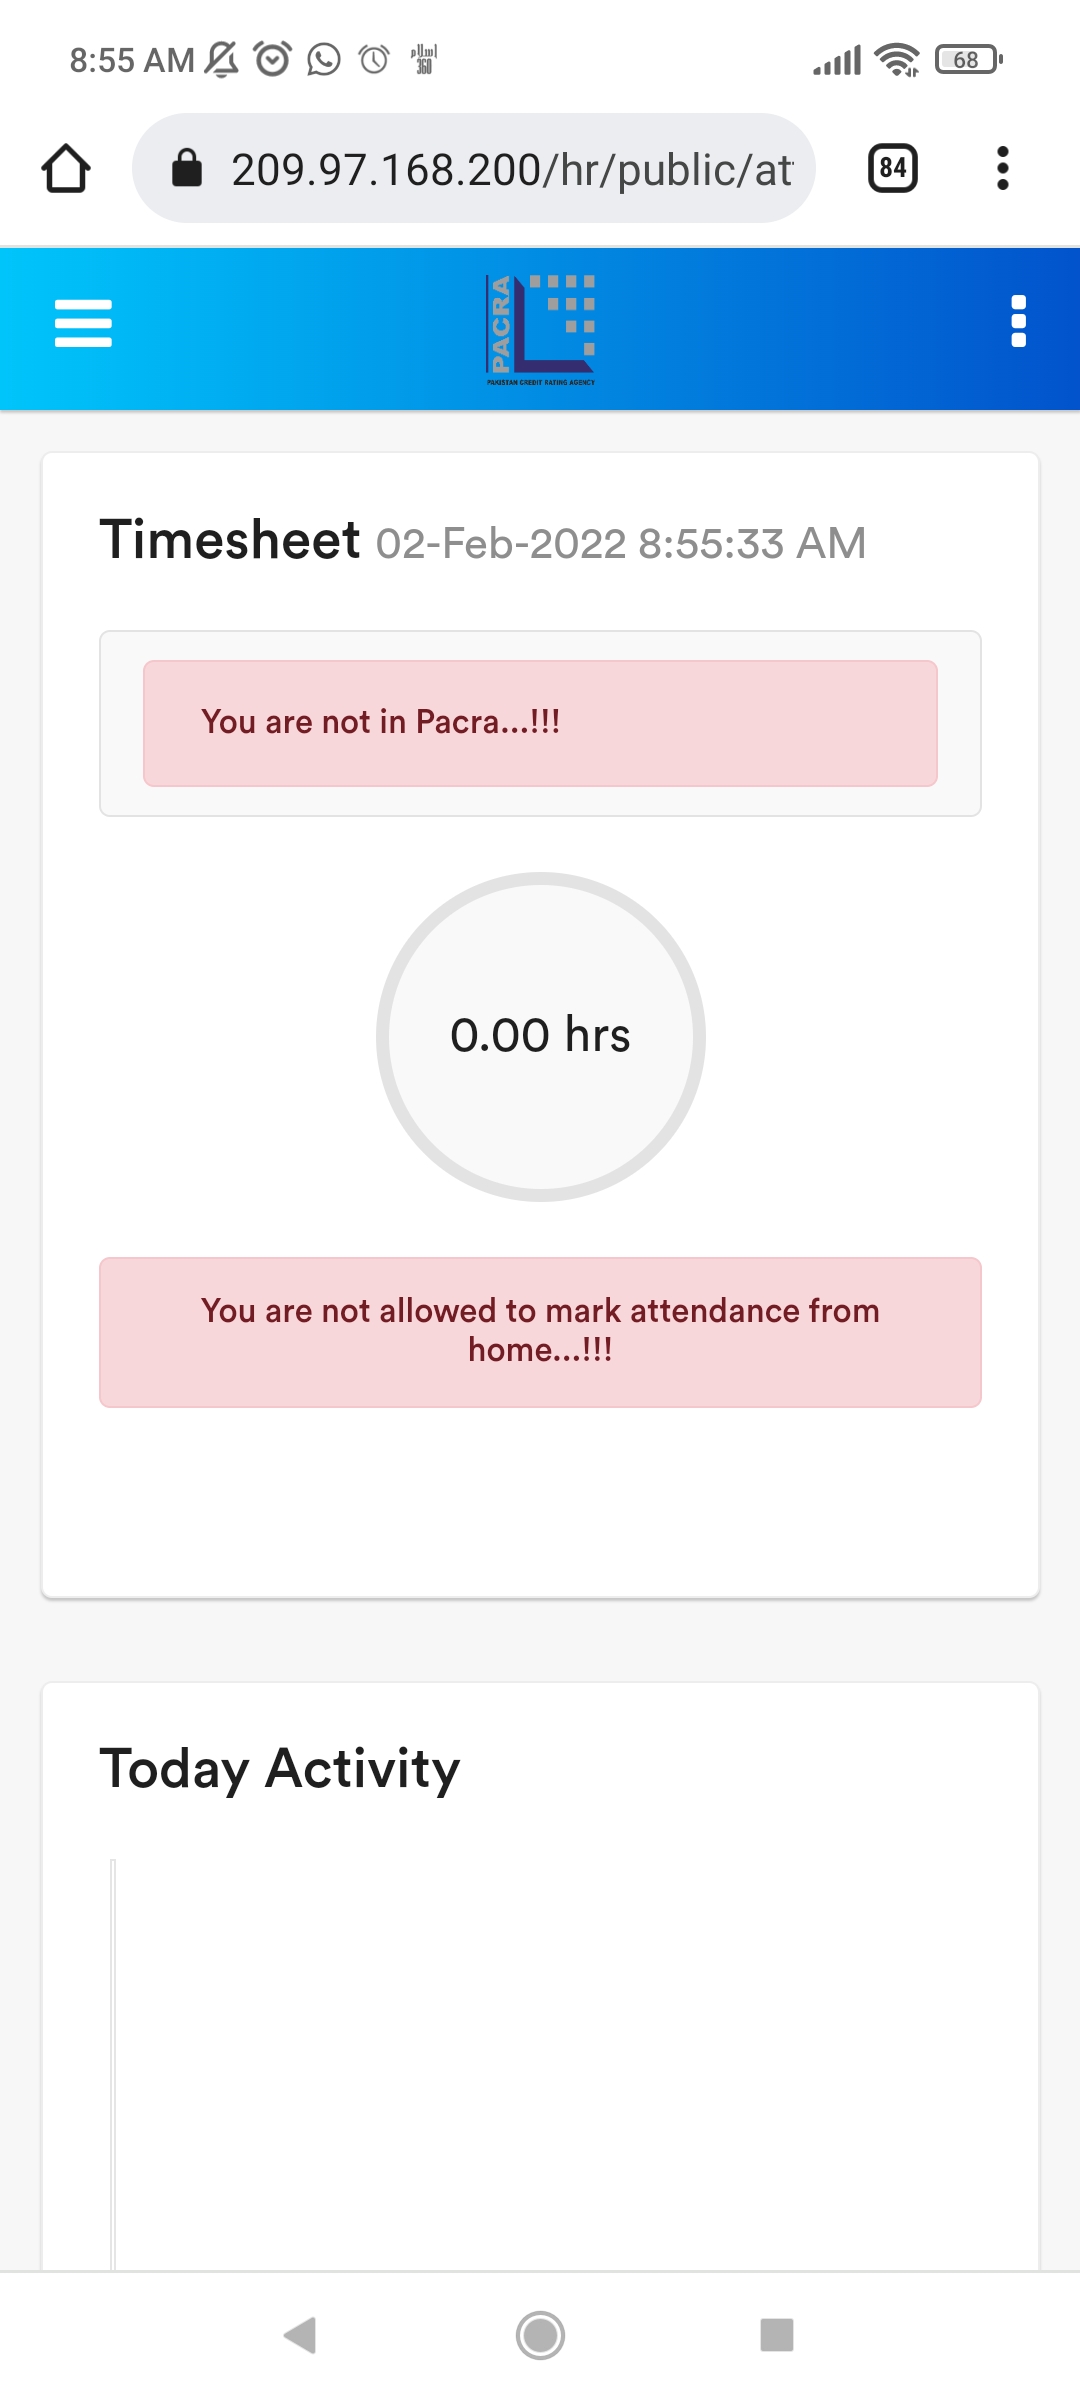 8:55 AM
اسلام
360
68
209.97.168.200/hr/public/at
84
PACRA
PAKISTAN CREDIT RATING AGENCY
Timesheet 02-Feb-2022 8:55:33 AM
You are not in Pacra...!!!
0.00 hrs
You are not allowed to mark attendance from
home...!!!
Today Activity